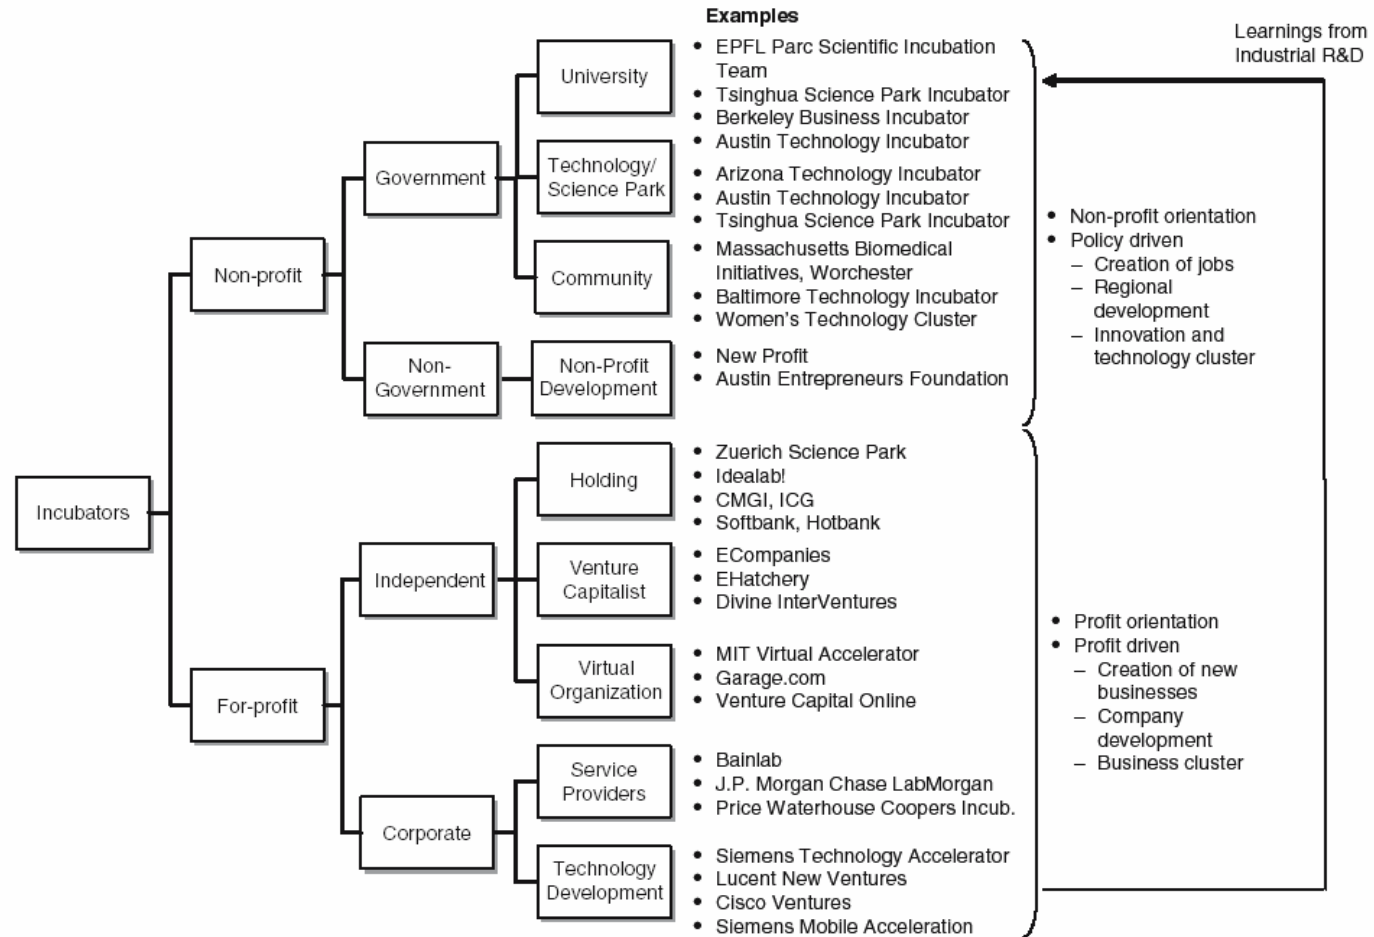 Examples
Learnings from
Industrial R&D
University
• EPFL Parc Scientific Incubation
Team
• Tsinghua Science Park Incubator
• Berkeley Business Incubator
• Austin Technology Incubator
Government
Technology/
Science Park
• Arizona Technology Incubator
• Austin Technology Incubator
• Tsinghua Science Park Incubator
Non-profit
Community
• Massachusetts Biomedical
Initiatives, Worchester
• Baltimore Technology Incubator
• Women's Technology Cluster
Non-
Government
Non-Profit
Development
• New Profit
• Austin Entrepreneurs Foundation
• Non-profit orientation
• Policy driven
– Creation of jobs
– Regional
development
– Innovation and
technology cluster
Incubators
Holding
• Zuerich Science Park
• Idealab!
• CMGI, ICG
• Softbank, Hotbank
Independent
Venture
Capitalist
• ECompanies
• EHatchery
• Divine InterVentures
For-profit
Virtual
Organization
• MIT Virtual Accelerator
• Garage.com
• Venture Capital Online
Corporate
Service
Providers
• Bainlab
• J.P. Morgan Chase LabMorgan
• Price Waterhouse Coopers Incub.
Technology
Development
• Siemens Technology Accelerator
• Lucent New Ventures
• Cisco Ventures
• Siemens Mobile Acceleration
• Profit orientation
• Profit driven
– Creation of new
businesses
– Company
development
– Business cluster